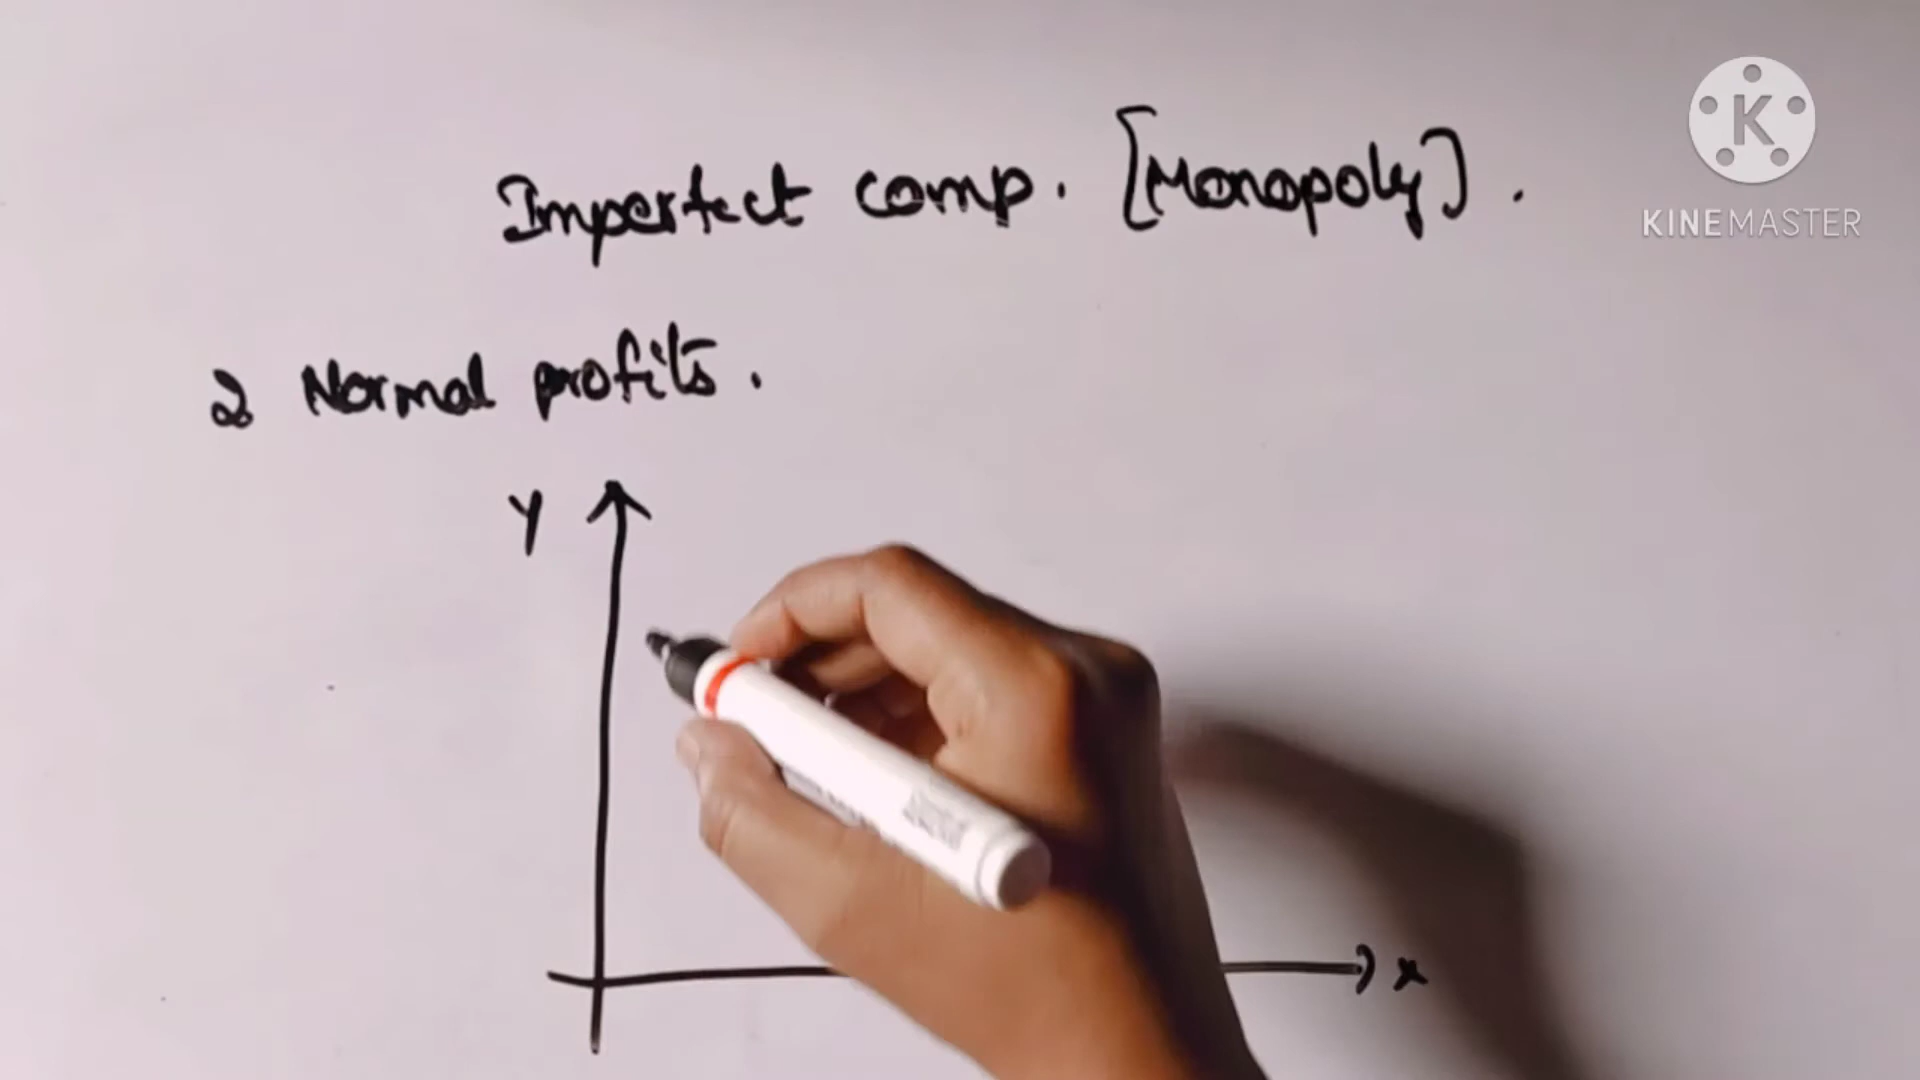 Imperfect comp. [Monopoly].
K
KINEMASTER
2 Normal profits.
Y
x